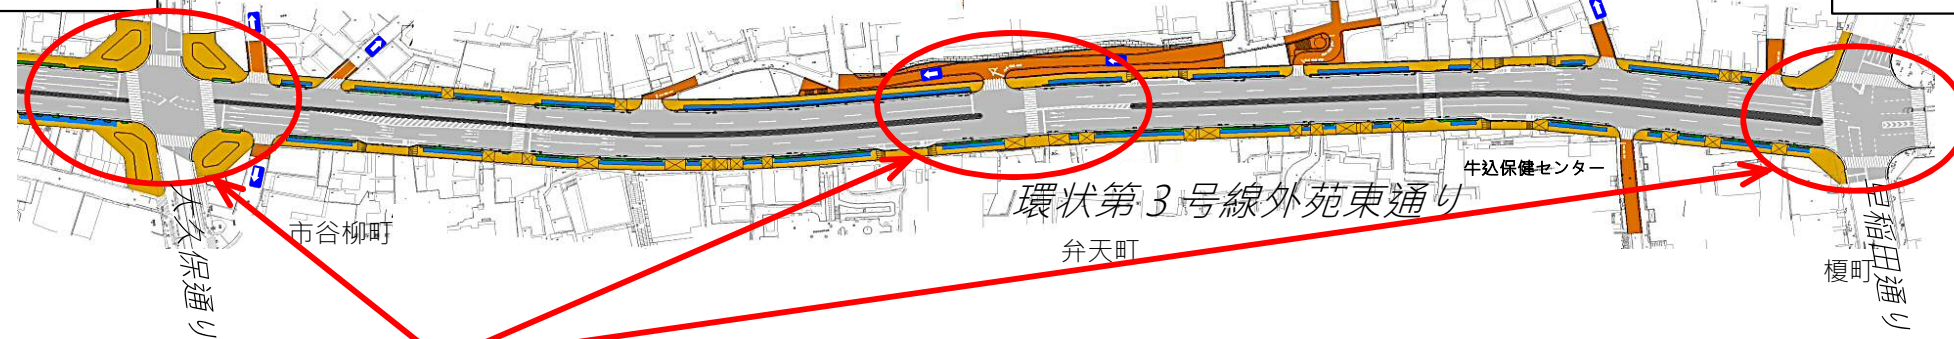 牛込保健センター
環状第３号線外苑東通り
市谷柳町
弁天町
榎町
大久保通り
早稲田通り